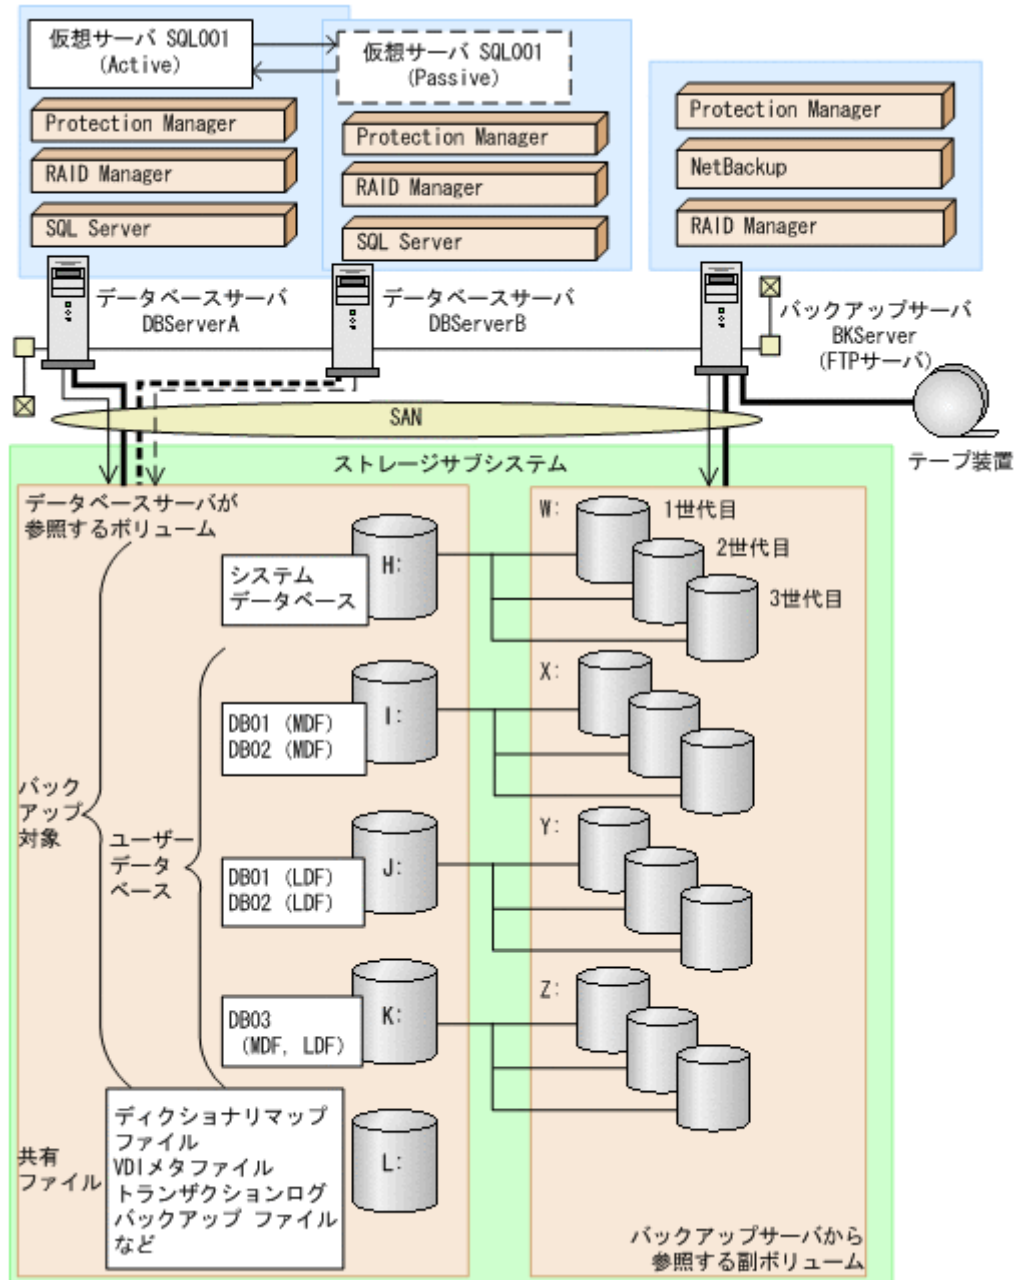 仮想サーバ SQL001
(Active)
仮想サーバ SQL001
(Passive)
Protection Manager
RAID Manager
SQL Server
Protection Manager
RAID Manager
SQL Server
Protection Manager
NetBackup
RAID Manager
データベースサーバ
DBServerA
データベースサーバ
DBServerB
バックアップサーバ
BKServer
(FTPサーバ)
SAN
テープ装置
ストレージサブシステム
データベースサーバが
参照するボリューム
H:
システム
データベース
I:
DB01 (MDF)
DB02 (MDF)
バック
アップ
対象
ユーザー
データ
ベース
J:
DB01 (LDF)
DB02 (LDF)
K:
DB03
(MDF, LDF)
共有
ファイル
ディクショナリマップ
ファイル
VDIメタファイル
トランザクションログ
バックアップ ファイル
など
L:
W:
1世代目
2世代目
3世代目
X:
Y:
Z:
バックアップサーバから
参照する副ボリューム